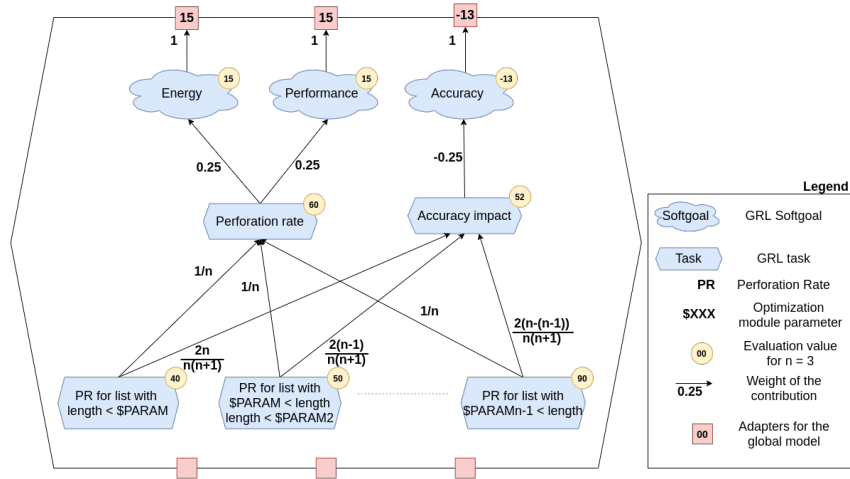 15
15
-13
1
1
1
Energy
15
Performance
15
Accuracy
-13
0.25
0.25
-0.25
Perforation rate
60
Accuracy impact
52
1/n
1/n
1/n
2n
n(n+1)
2(n-1)
n(n+1)
2(n-(n-1))
n(n+1)
PR for list with
length < $PARAM
40
PR for list with
$PARAM < length
length < $PARAM2
50
PR for list with
$PARAMn-1 < length
90
Legend
Softgoal
GRL Softgoal
Task
GRL task
PR
Perforation Rate
$XXX
Optimization
module parameter
00
Evaluation value
for n = 3
0.25
Weight of the
contribution
00
Adapters for the
global model